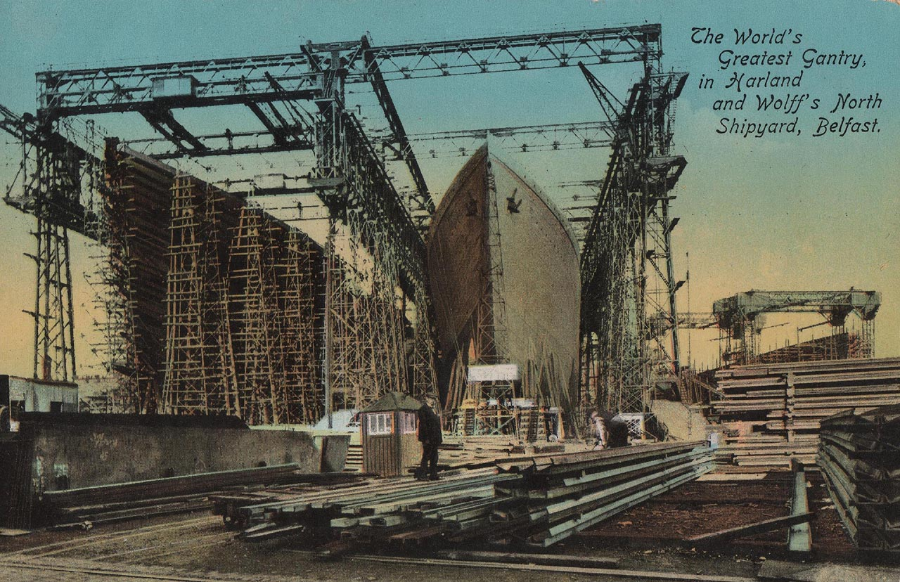 The World's
Greatest Gantry,
in Harland
and Wolff's North
Shipyard, Belfast.